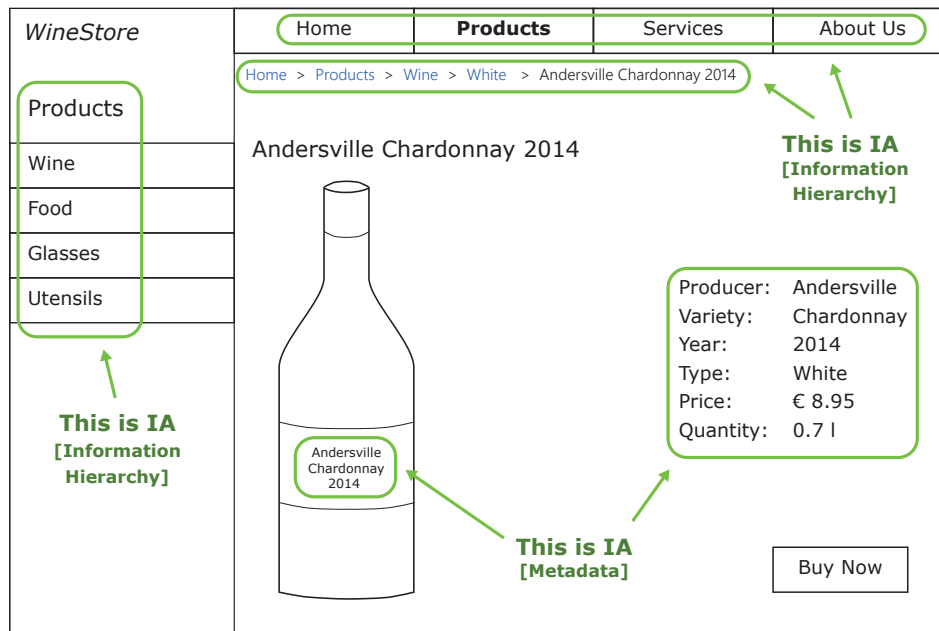 WineStore
Home Products Services About Us
Home > Products > Wine > White > Andersville Chardonnay 2014
Products
Wine
Food
Glasses
Utensils
This is IA
[Information
Hierarchy]
Andersville Chardonnay 2014
This is IA
[Information
Hierarchy]
Andersville
Chardonnay
2014
Producer: Andersville
Variety: Chardonnay
Year: 2014
Type: White
Price: € 8.95
Quantity: 0.7 l
This is IA
[Metadata]
Buy Now